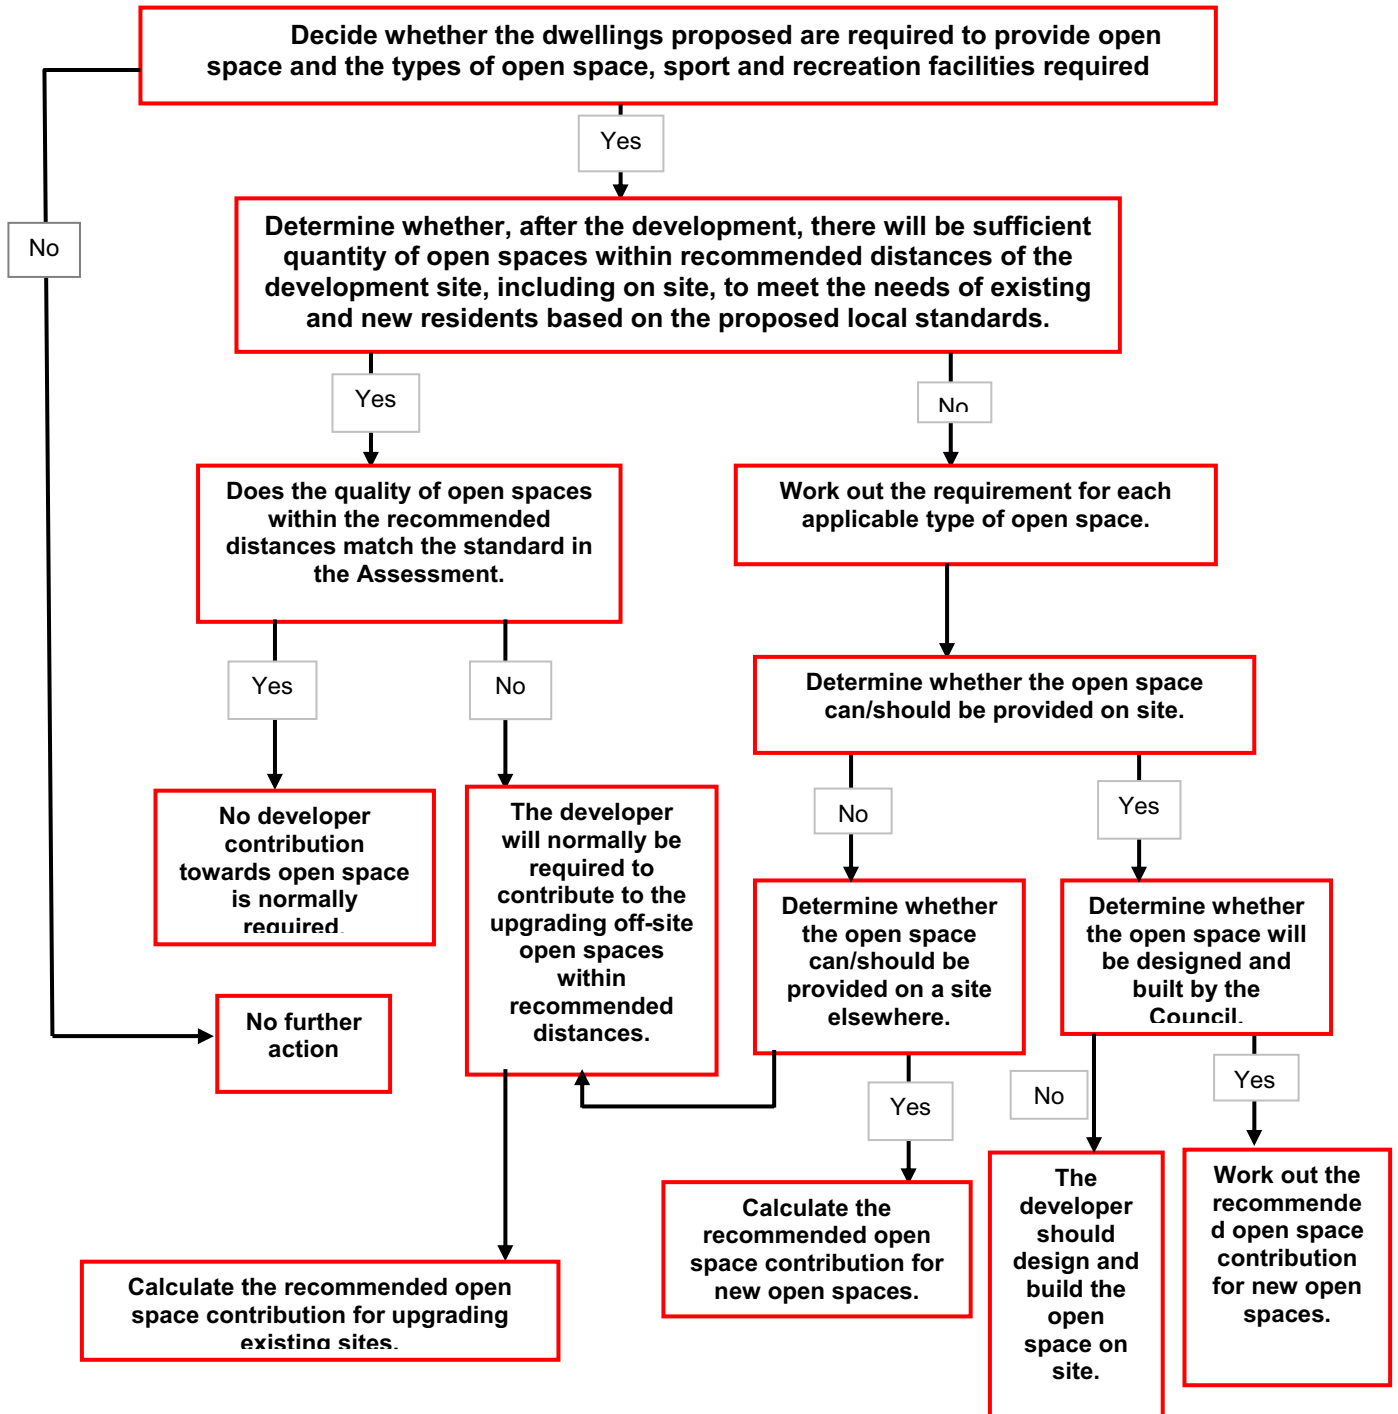 Decide whether the dwellings proposed are required to provide open
space and the types of open space, sport and recreation facilities required
Yes
No
Determine whether, after the development, there will be sufficient
quantity of open spaces within recommended distances of the
development site, including on site, to meet the needs of existing
and new residents based on the proposed local standards.
Yes
No
Does the quality of open spaces
within the recommended
distances match the standard in
the Assessment.
Work out the requirement for each
applicable type of open space.
Yes
No
Determine whether the open space
can/should be provided on site.
No
Yes
No developer
contribution
towards open space
is normally
required.
The developer
will normally be
required to
contribute to the
upgrading off-site
open spaces
within
recommended
distances.
Determine whether
the open space
can/should be
provided on a site
elsewhere.
Determine whether
the open space will
be designed and
built by the
Council.
No further
action
Yes
No
Yes
Calculate the recommended open
space contribution for upgrading
existing sites.
Calculate the
recommended open
space contribution for
new open spaces.
The
developer
should
design and
build the
open
space on
site.
Work out the
recommende
d open space
contribution
for new open
spaces.